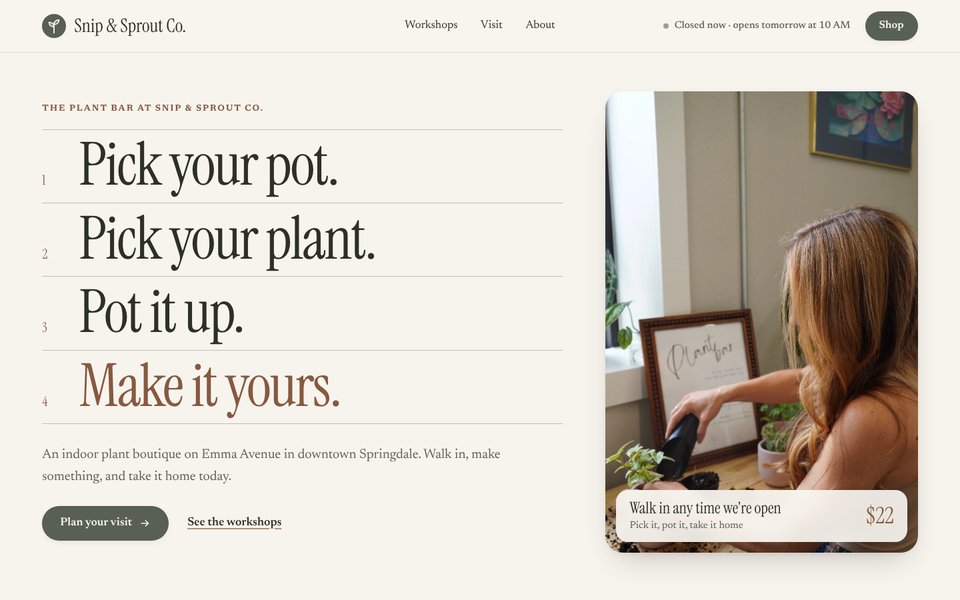 Snip & Sprout Co.
Workshops
Visit
About
Closed now · opens tomorrow at 10 AM
Shop
THE PLANT BAR AT SNIP & SPROUT CO.
1 Pick your pot.
2 Pick your plant.
3 Pot it up.
4 Make it yours.
An indoor plant boutique on Emma Avenue in downtown Springdale. Walk in, make
something, and take it home today.
Plan your visit →
See the workshops
Plant bar
Walk in any time we're open
Pick it, pot it, take it home
$22